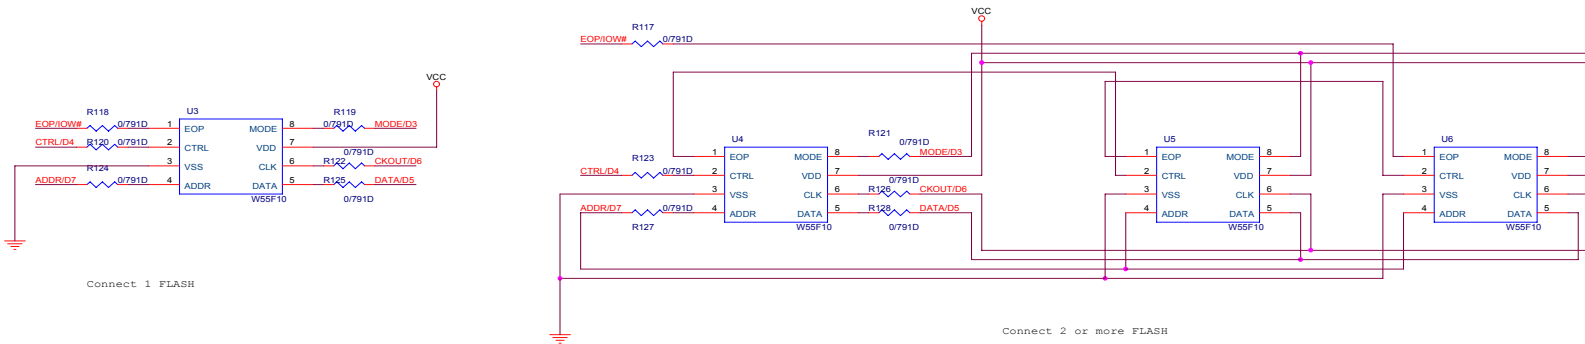 VCC
R117
EOP/IOW#
0/791D
VCC
R118
U3
R119
EOP/IOW#
0/791D
1
EOP
MODE
8
0/791D
MODE/D3
CTRL/D4
R120
0/791D
2
CTRL
VDD
7
0/791D
R124
3
VSS
CLK
6
R122
CKOUT/D6
ADDR/D7
0/791D
4
ADDR
DATA
5
R125
DATA/D5
W55F10
0/791D
Connect 1 FLASH
U4
R121
0/791D
1
EOP
MODE
8
MODE/D3
R123
CTRL/D4
0/791D
2
CTRL
VDD
7
0/791D
3
VSS
CLK
6
R126
CKOUT/D6
ADDR/D7
0/791D
4
ADDR
DATA
5
R128
DATA/D5
R127
W55F10
0/791D
U5
1
EOP
MODE
8
2
CTRL
VDD
7
3
VSS
CLK
6
4
ADDR
DATA
5
W55F10
U6
1
EOP
MODE
8
2
CTRL
VDD
7
3
VSS
CLK
6
4
ADDR
DATA
5
W55F10
Connect 2 or more FLASH